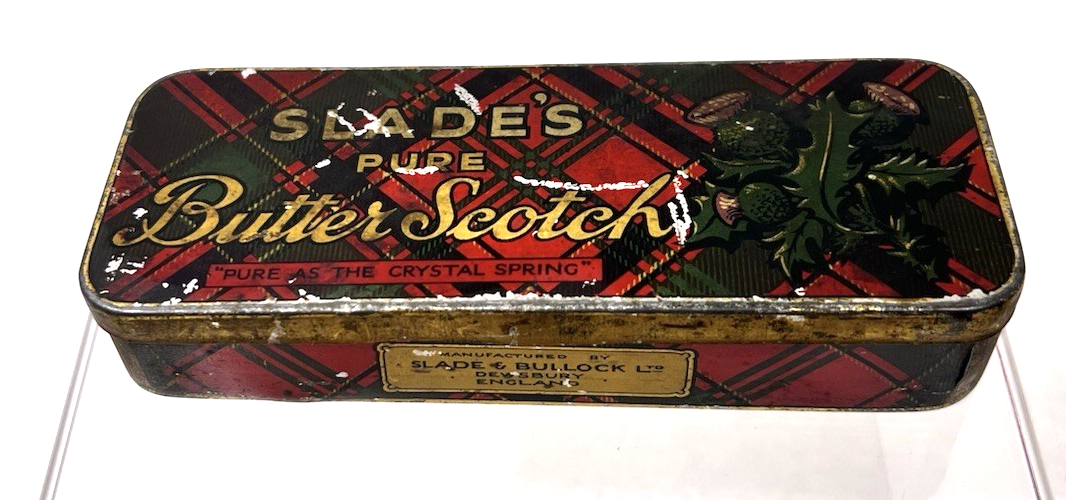 SLADE'S
PURE
Butter Scotch
"PURE AS THE CRYSTAL SPRING"
MANUFACTURED BY
SLADE & BULLOCK LTD
DEWSBURY
ENGLAND